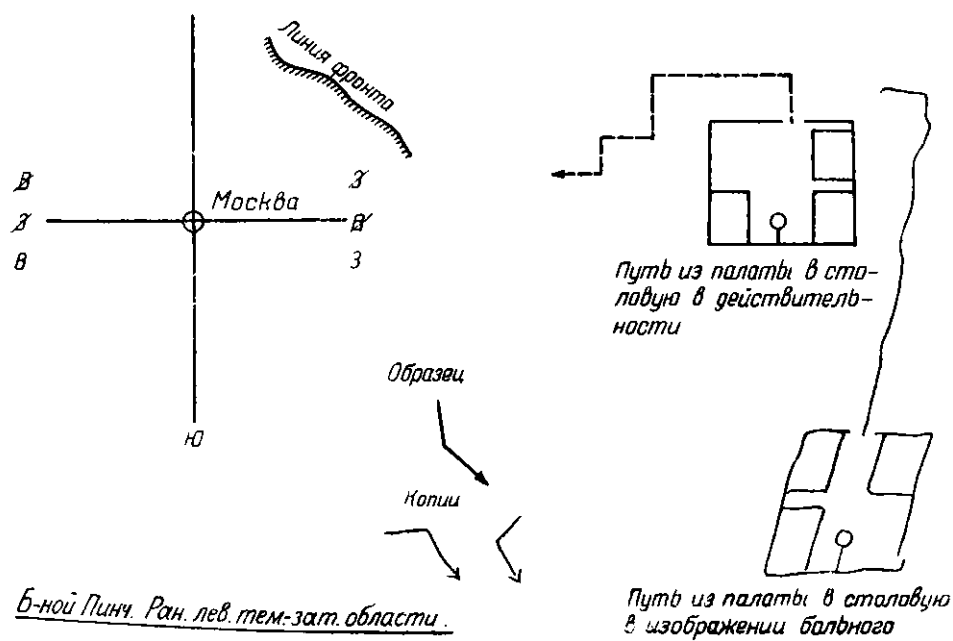 Линия фронта
В З
Москва
З В
В З
Ю
Путь из палаты в сто-
ловую в действитель-
ности
Образец
Копии
Б-ной Пинч. Ран. лев. тем-зат. области.
Путь из палаты в столовую
в изображении больного